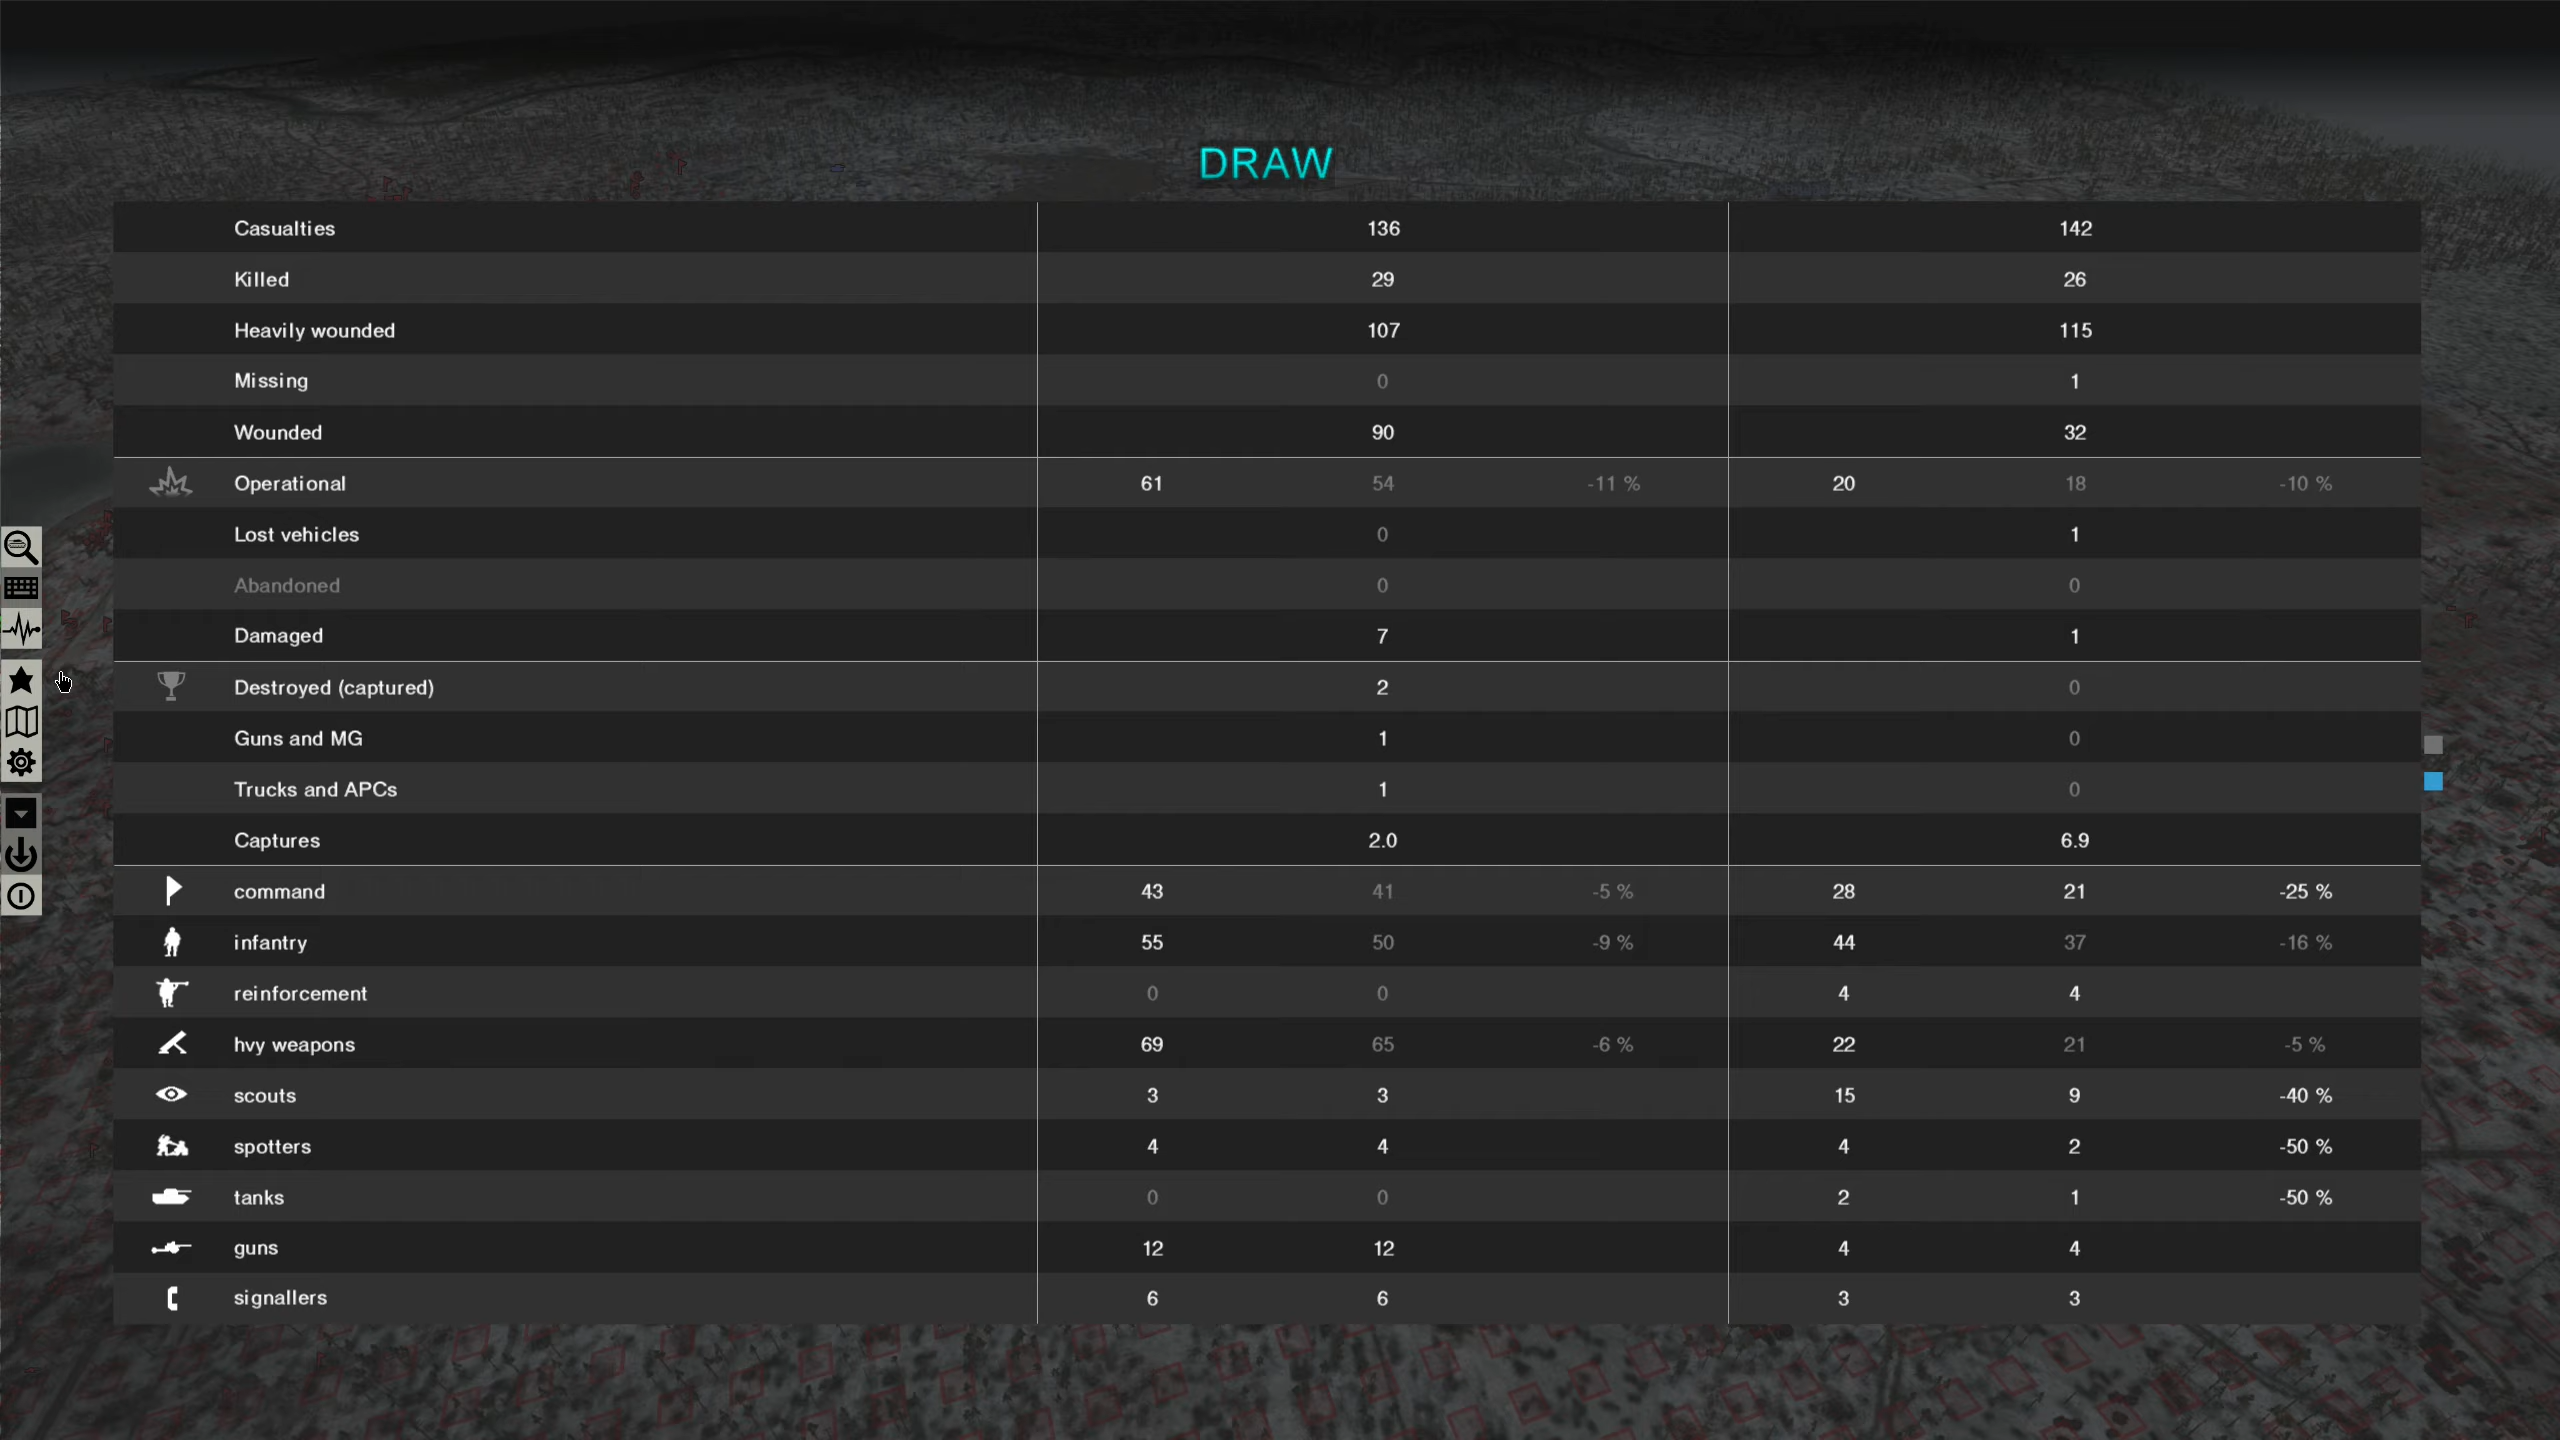 DRAW
Casualties 136 142
Killed 29 26
Heavily wounded 107 115
Missing 0 1
Wounded 90 32
Operational 61 54 -11 % 20 18 -10 %
Lost vehicles 0 1
Abandoned 0 0
Damaged 7 1
Destroyed (captured) 2 0
Guns and MG 1 0
Trucks and APCs 1 0
Captures 2.0 6.9
command 43 41 -5 % 28 21 -25 %
infantry 55 50 -9 % 44 37 -16 %
reinforcement 0 0 4 4
hvy weapons 69 65 -6 % 22 21 -5 %
scouts 3 3 15 9 -40 %
spotters 4 4 4 2 -50 %
tanks 0 0 2 1 -50 %
guns 12 12 4 4
signallers 6 6 3 3